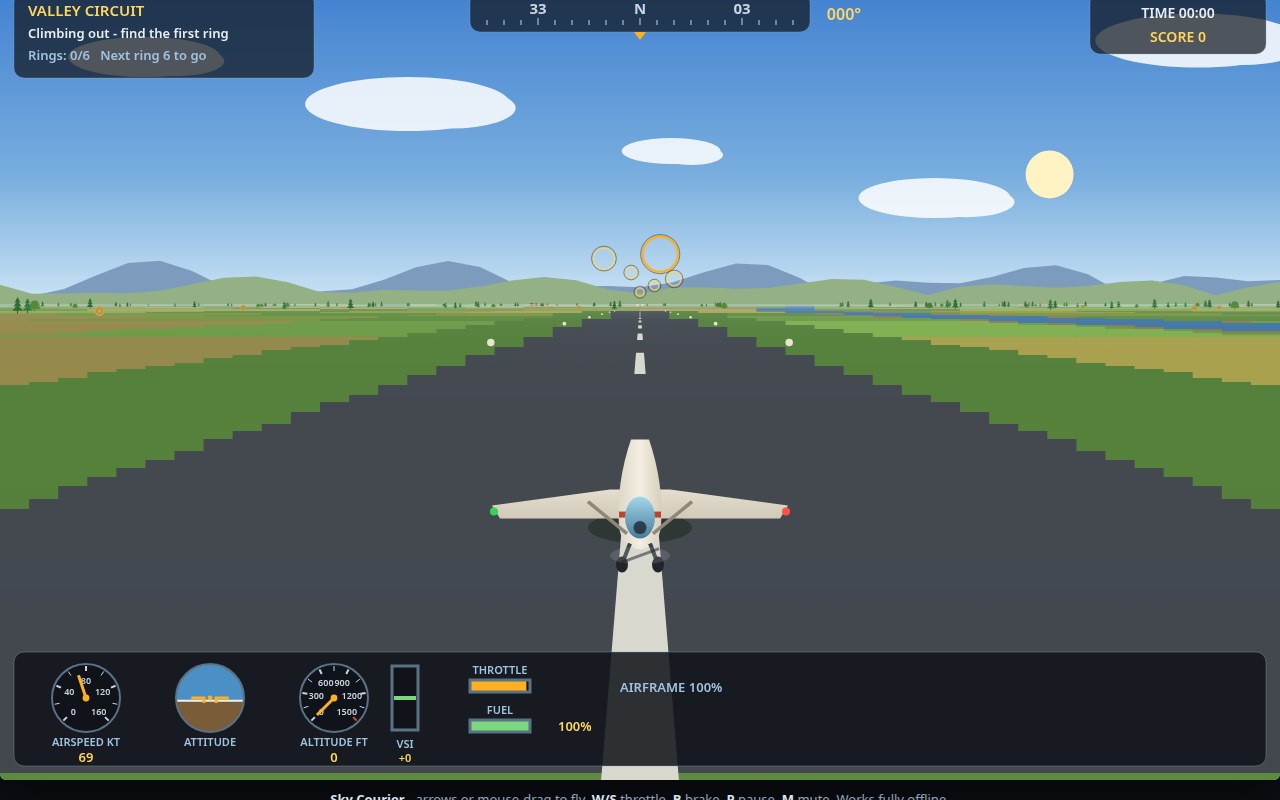 VALLEY CIRCUIT
Climbing out - find the first ring
Rings: 0/6 Next ring 6 to go
33 N 03
000°
TIME 00:00
SCORE 0
0 40 80 120 160
AIRSPEED KT
69
ATTITUDE
0 300 600 900 1200 1500
ALTITUDE FT
0
VSI
+0
THROTTLE
FUEL
100%
AIRFRAME 100%
Sky Courier - arrows or mouse drag to fly, W/S throttle, B brake, P pause, M mute. Works fully offline.